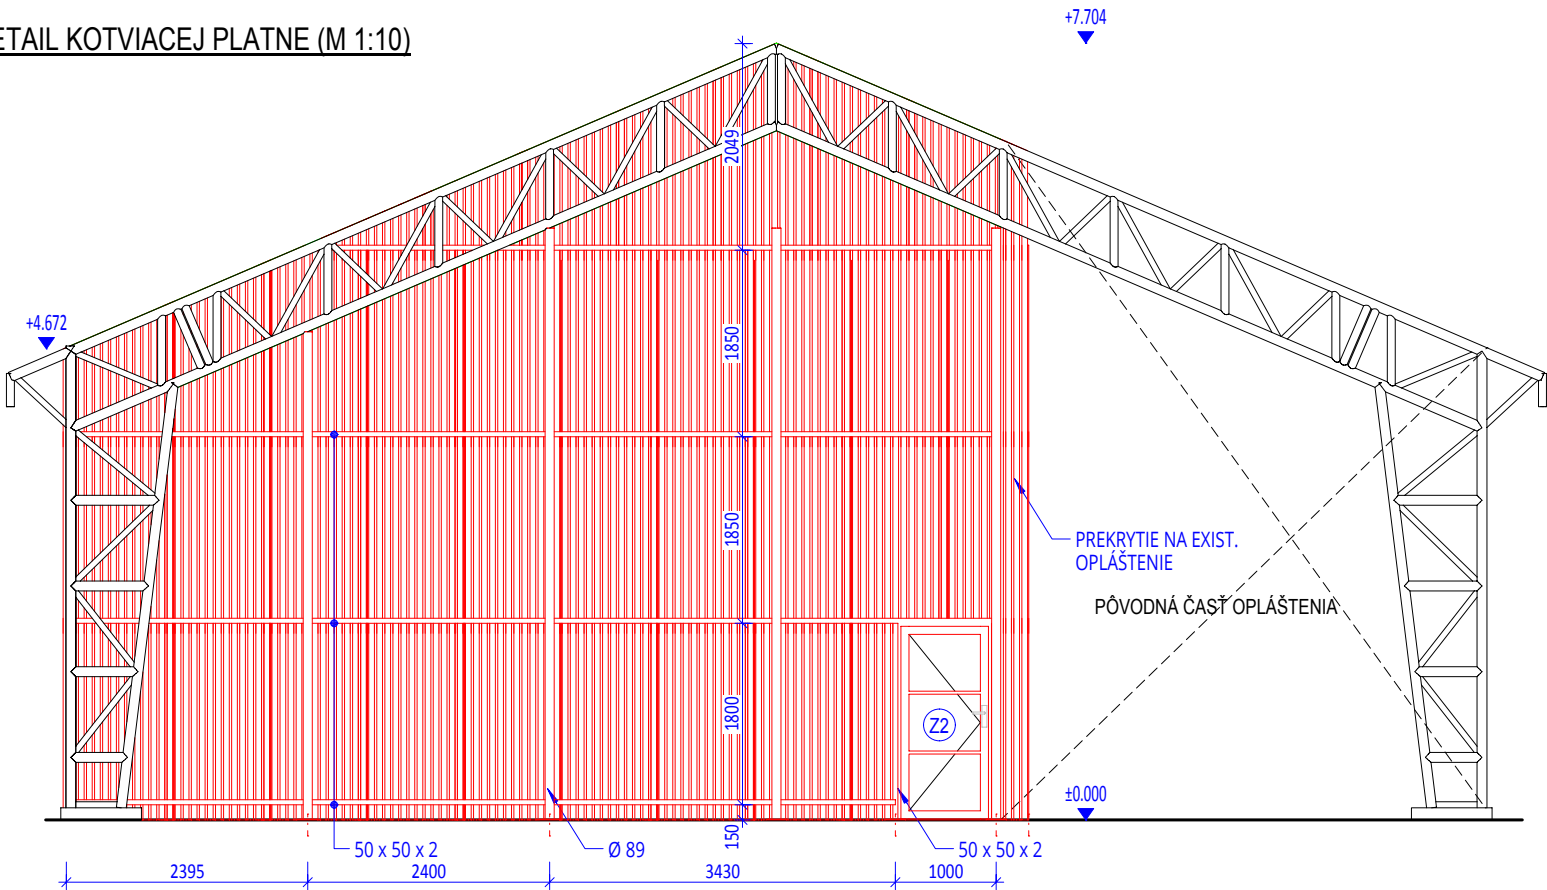 ETAIL KOTVIACEJ PLATNE (M 1:10)
+7.704
2049
+4.672
1850
1850
PREKRYTIE NA EXIST.
OPLÁŠTENIE
PÔVODNÁ ČASŤ OPLÁŠTENIA
1800
Z2
±0.000
150
50 x 50 x 2
Ø 89
50 x 50 x 2
2395
2400
3430
1000